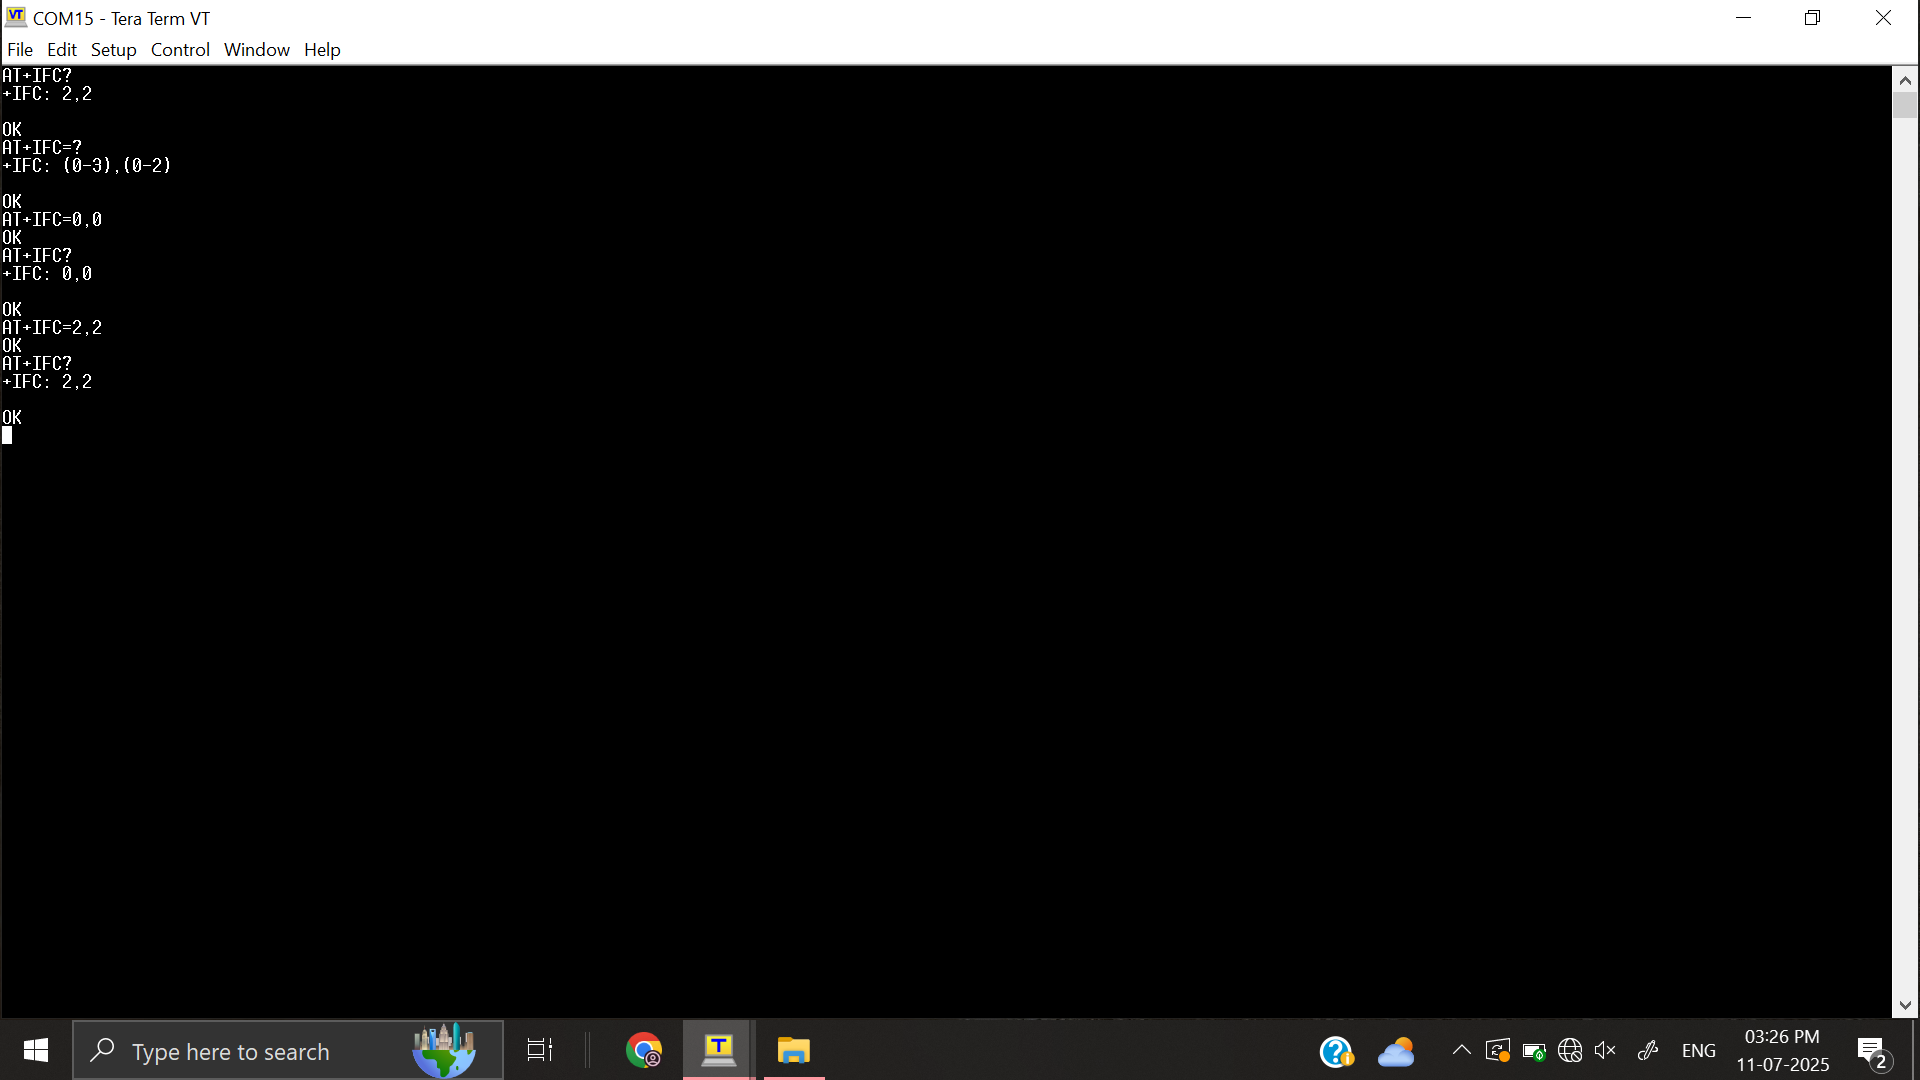 COM15 - Tera Term VT
File Edit Setup Control Window Help
AT+IFC?
+IFC: 2,2
OK
AT+IFC=?
+IFC: (0-3),(0-2)
OK
AT+IFC=0,0
OK
AT+IFC?
+IFC: 0,0
OK
AT+IFC=2,2
OK
AT+IFC?
+IFC: 2,2
OK
Type here to search
ENG
03:26 PM
11-07-2025
2